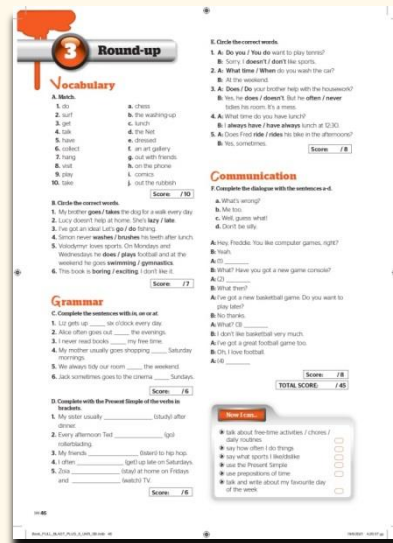 3 Round-up
Vocabulary
A. Match.
1. do a. chess
2. surf b. the washing-up
3. get c. lunch
4. talk d. the Net
5. have e. dressed
6. collect f. an art gallery
7. hang g. out with friends
8. visit h. on the phone
9. play i. comics
10. take j. out the rubbish
Score: /10
B. Circle the correct words.
1. My brother goes / takes the dog for a walk every day.
2. Lucy doesn't help at home. She's lazy / late.
3. I've got an idea! Let's go / do fishing.
4. Simon never washes / brushes his teeth after lunch.
5. Volodymyr loves sports. On Mondays and
Wednesdays he does / plays football and at the
weekend he goes swimming / gymnastics.
6. This book is boring / exciting. I don't like it.
Score: /7
Grammar
C. Complete the sentences with in, on or at.
1. Liz gets up ____ six o'clock every day.
2. Alice often goes out ____ the evenings.
3. I never read books ____ my free time.
4. My mother usually goes shopping ____ Saturday
mornings.
5. We always tidy our room ____ the weekend.
6. Jack sometimes goes to the cinema ____ Sundays.
Score: /6
D. Complete with the Present Simple of the verbs in
brackets.
1. My sister usually ____________ (study) after
dinner.
2. Every afternoon Ted ____________ (go)
rollerblading.
3. My friends ____________ (listen) to hip hop.
4. I often ____________ (get) up late on Saturdays.
5. Zoia ____________ (stay) at home on Fridays
and ____________ (watch) TV.
Score: /6
46
E. Circle the correct words.
1. A: Do you / You do want to play tennis?
B: Sorry, I doesn't / don't like sports.
2. A: What time / When do you wash the car?
B: At the weekend.
3. A: Does / Do your brother help with the housework?
B: Yes, he does / doesn't. But he often / never
tidies his room. It's a mess.
4. A: What time do you have lunch?
B: I always have / have always lunch at 12:30.
5. A: Does Fred ride / rides his bike in the afternoons?
B: Yes, sometimes.
Score: /8
Communication
F. Complete the dialogue with the sentences a-d.
a. What's wrong?
b. Me too.
c. Well, guess what!
d. Don't be silly.
A: Hey, Freddie. You like computer games, right?
B: Yeah.
A: (1) ________
B: What? Have you got a new game console?
A: (2) ________
B: What then?
A: I've got a new basketball game. Do you want to
play later?
B: No thanks.
A: What? (3) ________
B: I don't like basketball very much.
A: I've got a great football game too.
B: Oh, I love football.
A: (4) ________
Score: /8
TOTAL SCORE: /45
Now I can...
talk about free-time activities / chores /
daily routines
say how often I do things
say what sports I like/dislike
use the Present Simple
use prepositions of time
talk and write about my favourite day
of the week